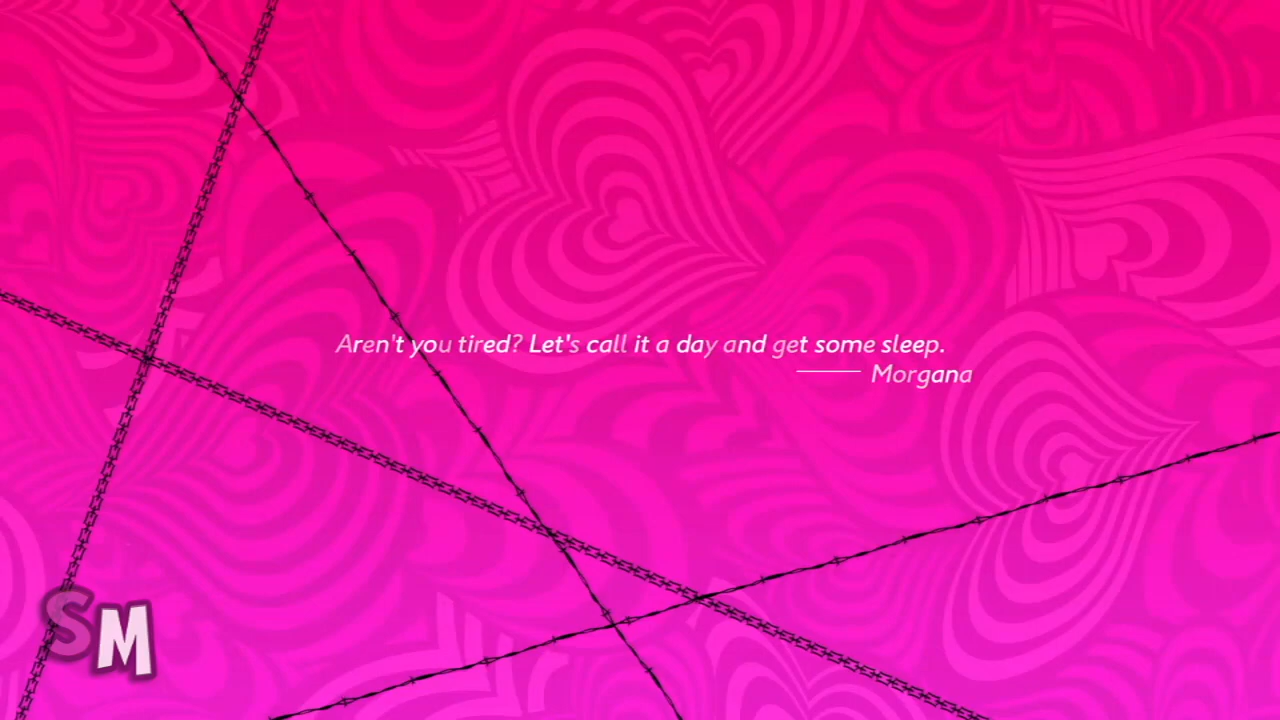 Aren't you tired? Let's call it a day and get some sleep.
—— Morgana
SM